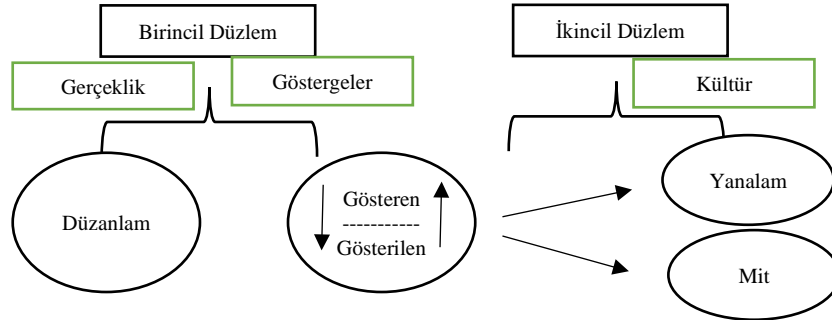 Birincil Düzlem
İkincil Düzlem
Gerçeklik
Göstergeler
Kültür
Düzanlam
Gösteren
-----------
Gösterilen
Yanalam
Mit